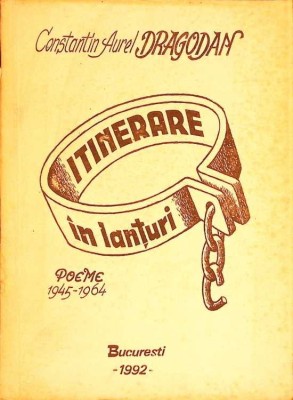 Constantin Aurel DRAGODAN
ITINERARE
în lanțuri
POEME
1945-1964
Bucuresti
-1992-